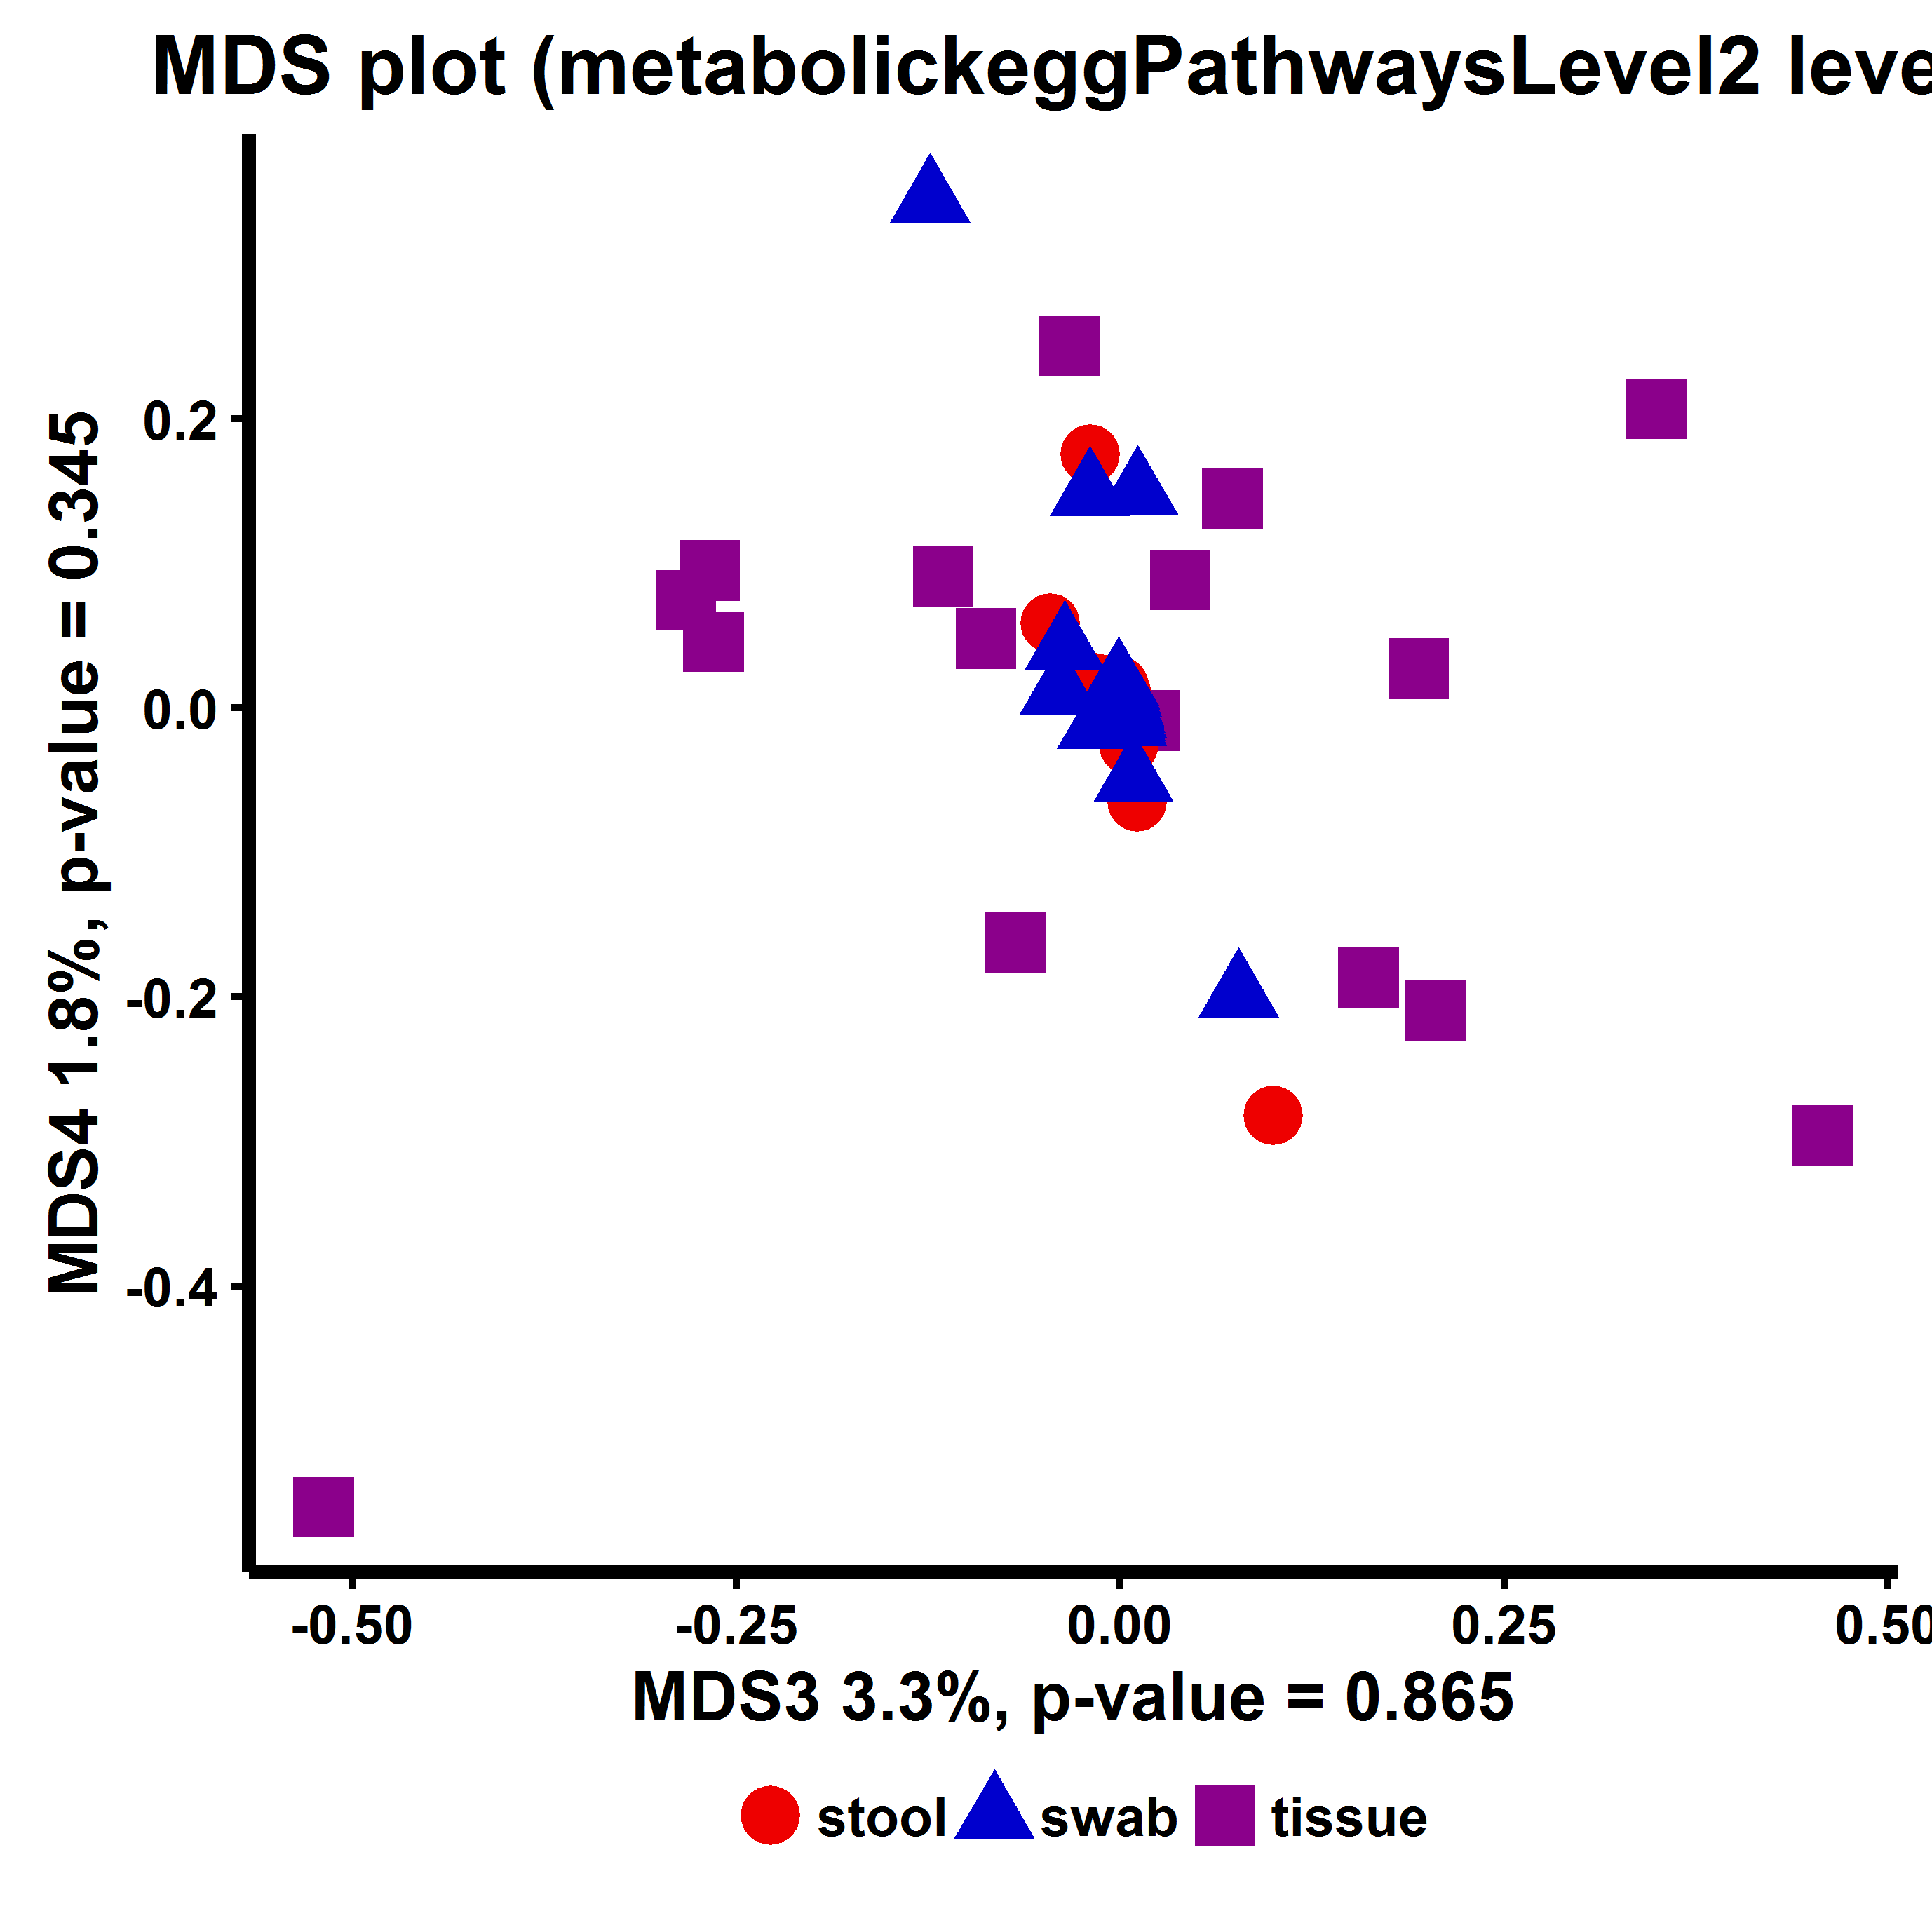 MDS plot (metabolickeggPathwaysLevel2 leve
MDS4 1.8%, p-value = 0.345
0.2
0.0
-0.2
-0.4
-0.50 -0.25 0.00 0.25 0.50
MDS3 3.3%, p-value = 0.865
stool swab tissue